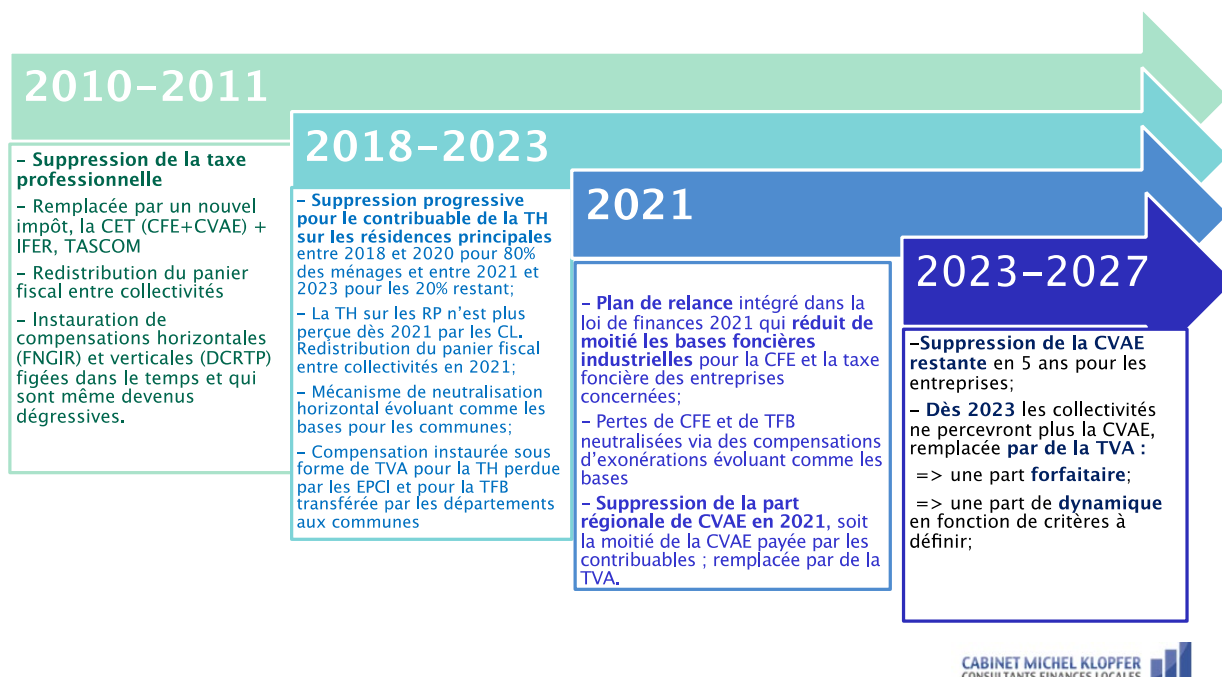 2010-2011
– Suppression de la taxe
professionnelle
– Remplacée par un nouvel
impôt, la CET (CFE+CVAE) +
IFER, TASCOM
– Redistribution du panier
fiscal entre collectivités
– Instauration de
compensations horizontales
(FNGIR) et verticales (DCRTP)
figées dans le temps et qui
sont même devenus
dégressives.
2018-2023
– Suppression progressive
pour le contribuable de la TH
sur les résidences principales
entre 2018 et 2020 pour 80%
des ménages et entre 2021 et
2023 pour les 20% restant;
– La TH sur les RP n’est plus
perçue dès 2021 par les CL.
Redistribution du panier fiscal
entre collectivités en 2021;
– Mécanisme de neutralisation
horizontal évoluant comme les
bases pour les communes;
– Compensation instaurée sous
forme de TVA pour la TH perdue
par les EPCI et pour la TFB
transférée par les départements
aux communes
2021
– Plan de relance intégré dans la
loi de finances 2021 qui réduit de
moitié les bases foncières
industrielles pour la CFE et la taxe
foncière des entreprises
concernées;
– Pertes de CFE et de TFB
neutralisées via des compensations
d’exonérations évoluant comme les
bases
– Suppression de la part
régionale de CVAE en 2021, soit
la moitié de la CVAE payée par les
contribuables ; remplacée par de la
TVA.
2023-2027
–Suppression de la CVAE
restante en 5 ans pour les
entreprises;
– Dès 2023 les collectivités
ne percevront plus la CVAE,
remplacée par de la TVA :
=> une part forfaitaire;
=> une part de dynamique
en fonction de critères à
définir;
CABINET MICHEL KLOPFER
CONSULTANTS FINANCES LOCALES